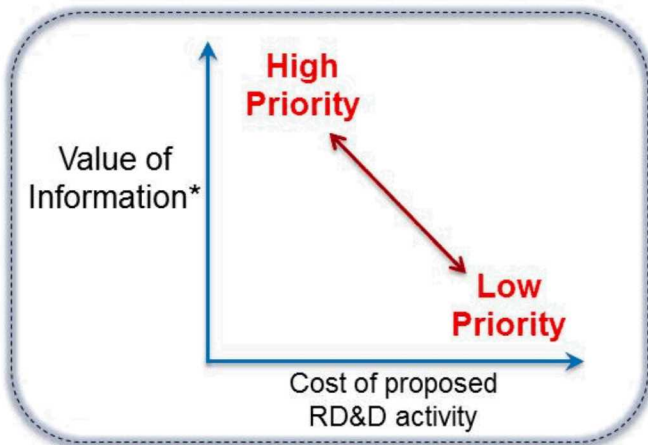 High
Priority
Value of
Information*
Low
Priority
Cost of proposed
RD&D activity